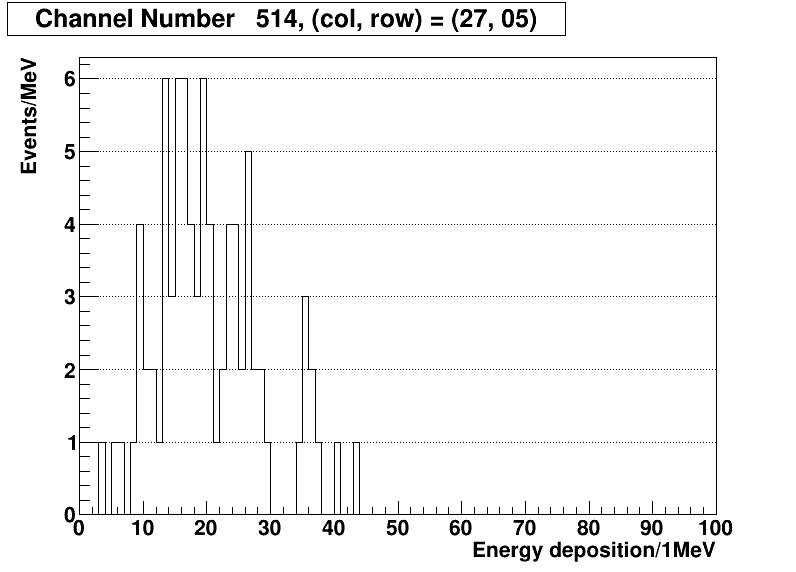 Channel Number 514, (col, row) = (27, 05)
Events/MeV
6
5
4
3
2
1
0
0 10 20 30 40 50 60 70 80 90 100
Energy deposition/1MeV